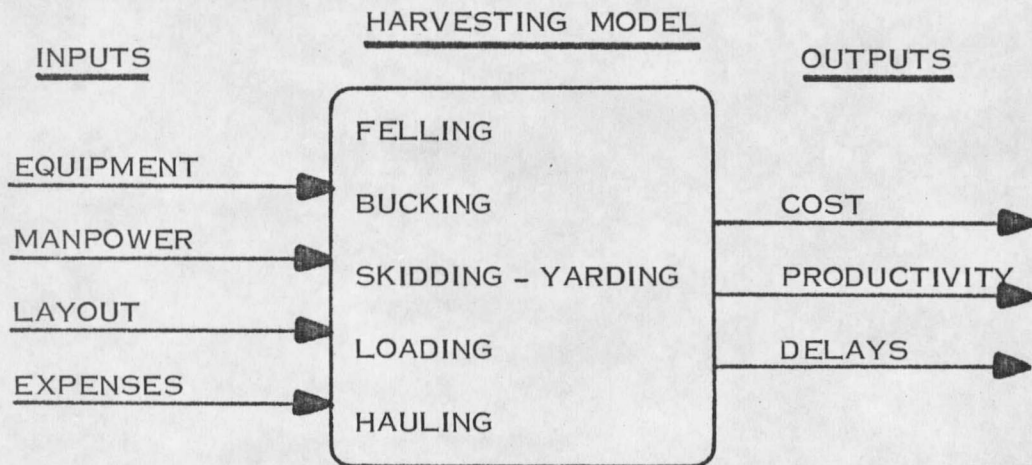 HARVESTING MODEL
INPUTS
OUTPUTS
FELLING
EQUIPMENT
BUCKING
COST
MANPOWER
SKIDDING - YARDING
PRODUCTIVITY
LAYOUT
LOADING
DELAYS
EXPENSES
HAULING